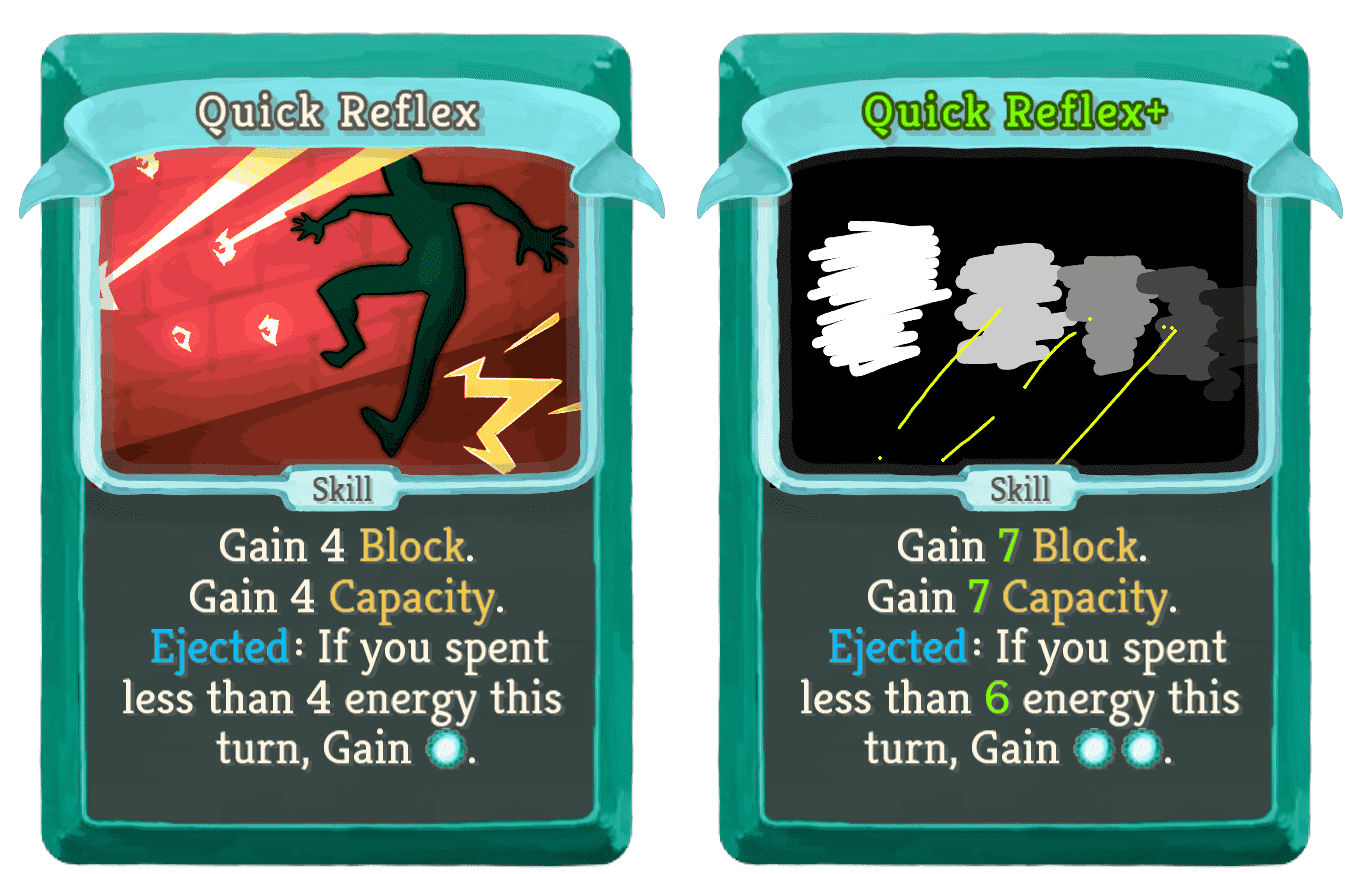 Quick Reflex
Skill
Gain 4 Block.
Gain 4 Capacity.
Ejected: If you spent
less than 4 energy this
turn, Gain .
Quick Reflex+
Skill
Gain 7 Block.
Gain 7 Capacity.
Ejected: If you spent
less than 6 energy this
turn, Gain .